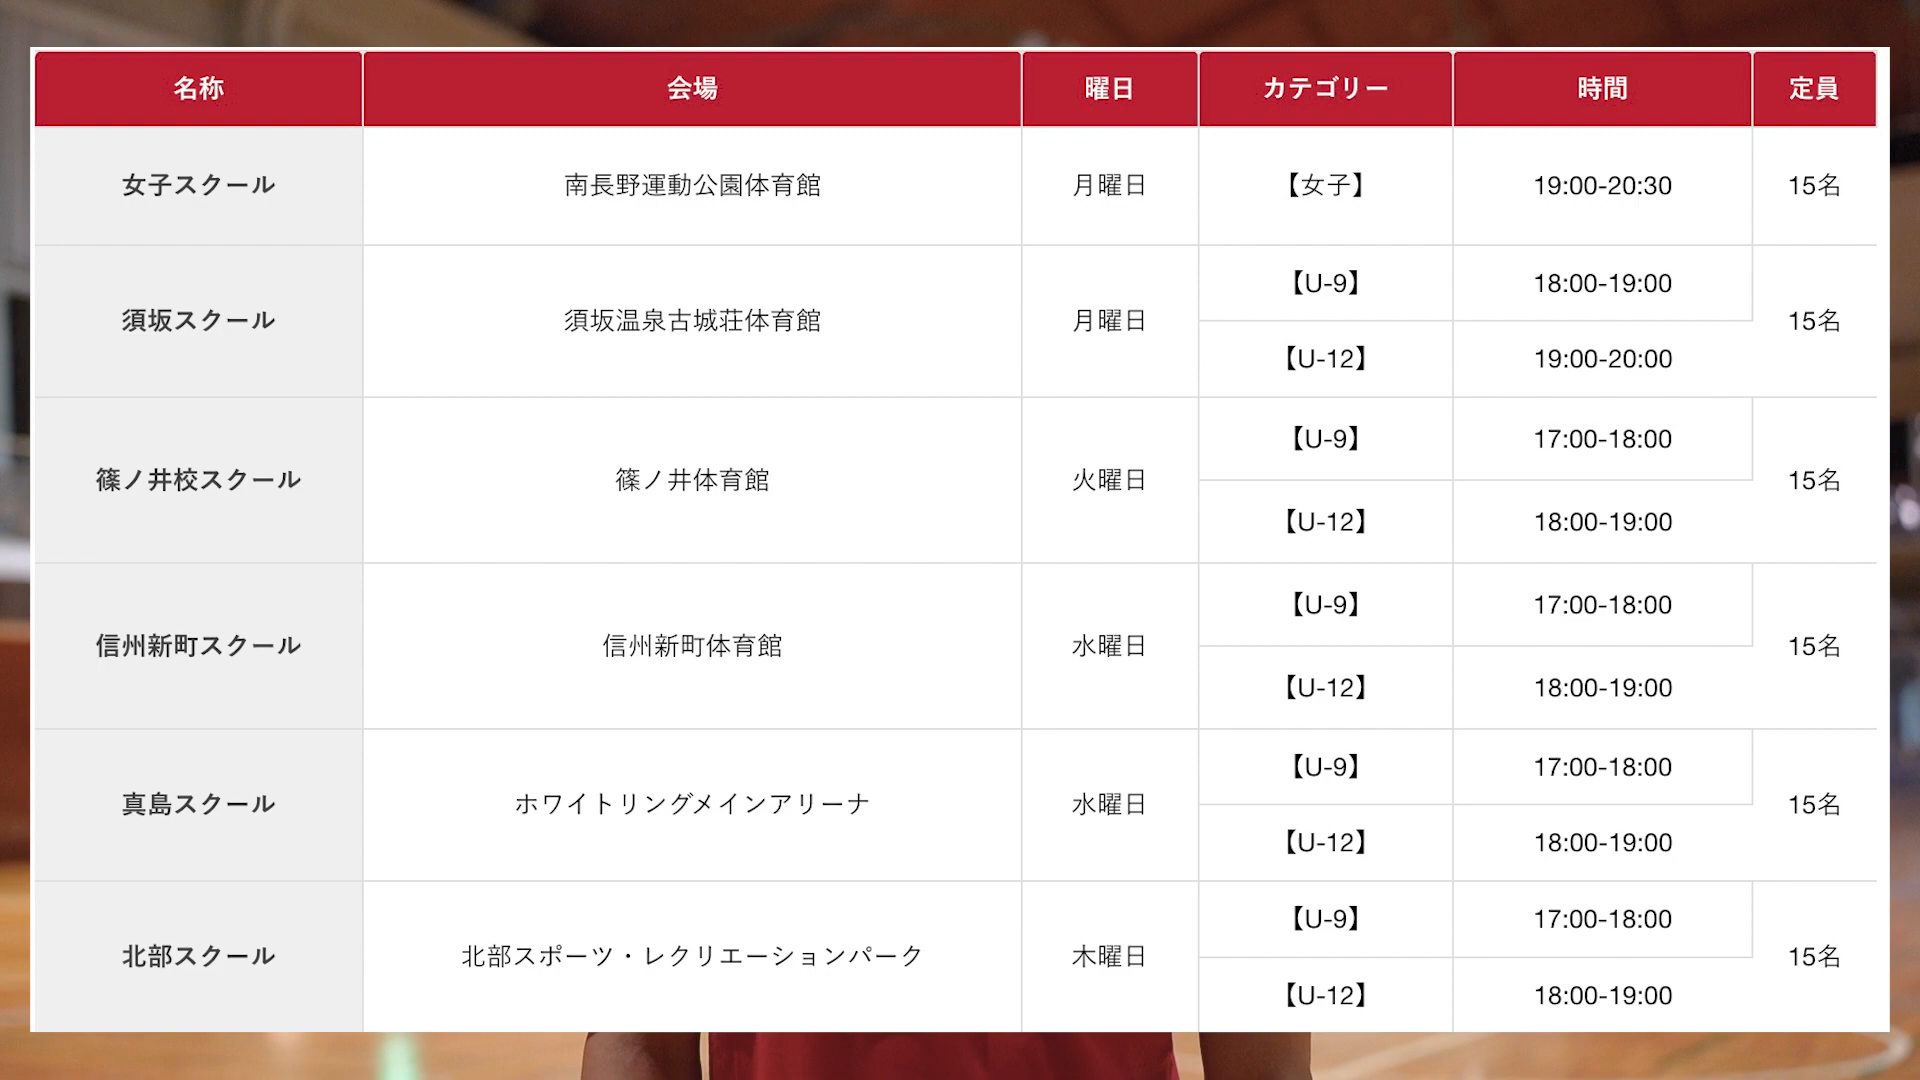 名称 会場 曜日 カテゴリー 時間 定員
女子スクール 南長野運動公園体育館 月曜日 【女子】 19:00-20:30 15名
須坂スクール 須坂温泉古城荘体育館 月曜日 【U-9】 18:00-19:00 15名
【U-12】 19:00-20:00
篠ノ井校スクール 篠ノ井体育館 火曜日 【U-9】 17:00-18:00 15名
【U-12】 18:00-19:00
信州新町スクール 信州新町体育館 水曜日 【U-9】 17:00-18:00 15名
【U-12】 18:00-19:00
真島スクール ホワイトリングメインアリーナ 水曜日 【U-9】 17:00-18:00 15名
【U-12】 18:00-19:00
北部スクール 北部スポーツ・レクリエーションパーク 木曜日 【U-9】 17:00-18:00 15名
【U-12】 18:00-19:00